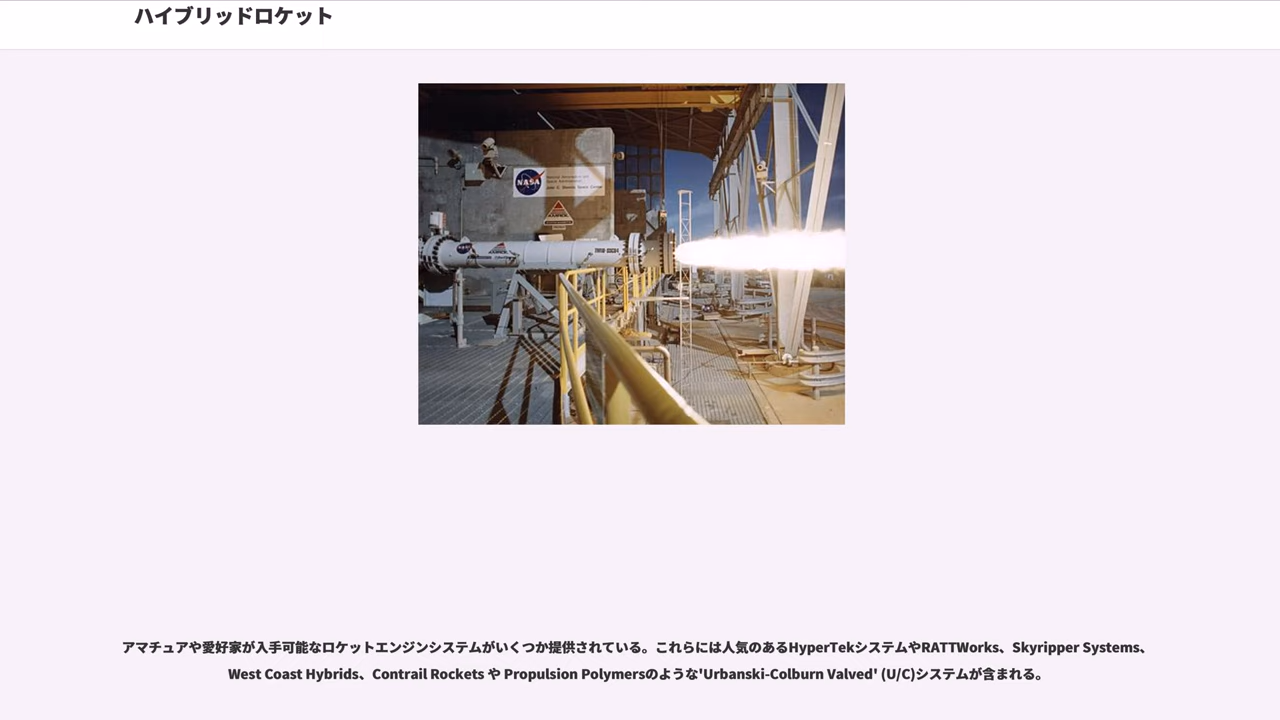 ハイブリッドロケット
NASA
アマチュアや愛好家が入手可能なロケットエンジンシステムがいくつか提供されている。これらには人気のあるHyperTekシステムやRATTWorks、Skyripper Systems、
West Coast Hybrids、Contrail Rockets や Propulsion Polymersのような'Urbanski-Colburn Valved' (U/C)システムが含まれる。